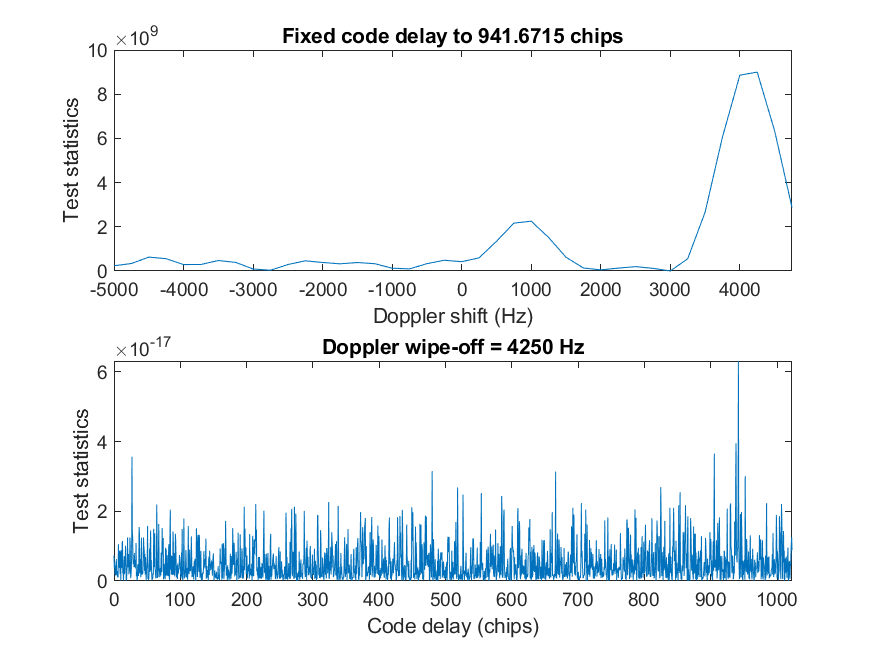 ×10^9
Fixed code delay to 941.6715 chips
10
8
6
4
2
0
Test statistics
-5000 -4000 -3000 -2000 -1000 0 1000 2000 3000 4000
Doppler shift (Hz)
×10^-17
Doppler wipe-off = 4250 Hz
6
4
2
0
Test statistics
0 100 200 300 400 500 600 700 800 900 1000
Code delay (chips)